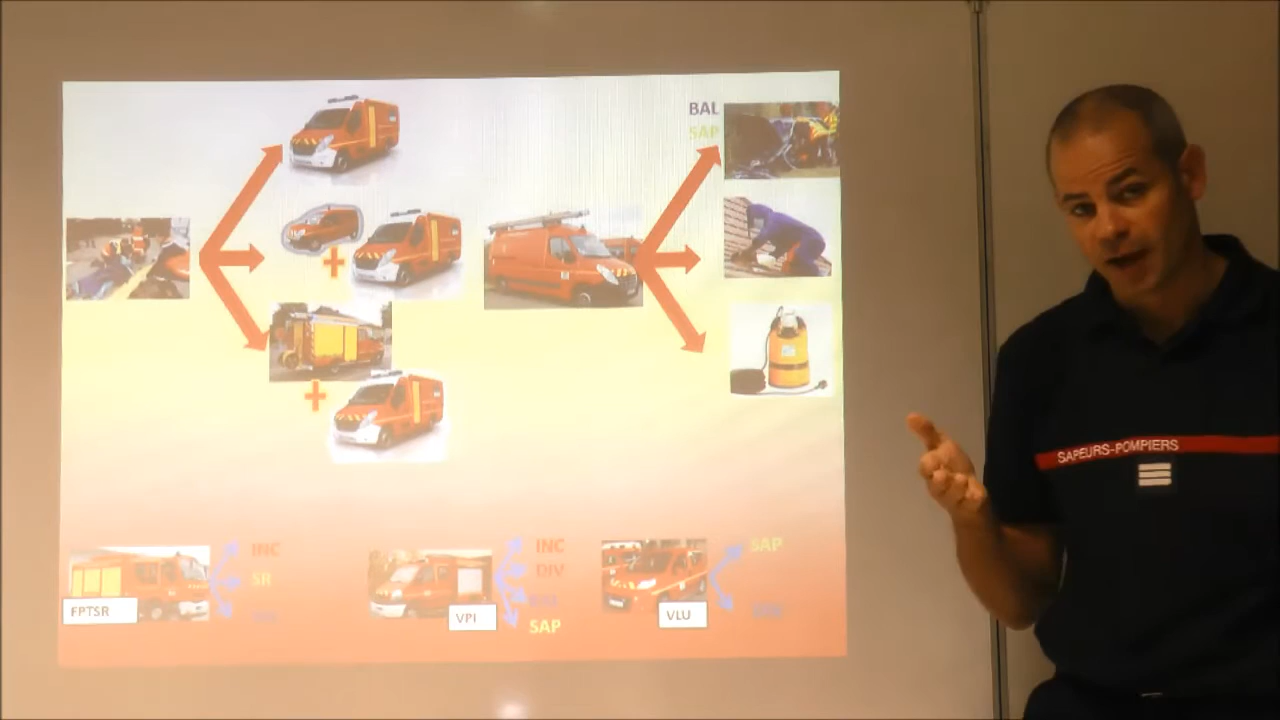 BAL
SAP
SAPEURS-POMPIERS
INC
SR
FPTSR
INC
DIV
SAP
VPI
SAP
VLU